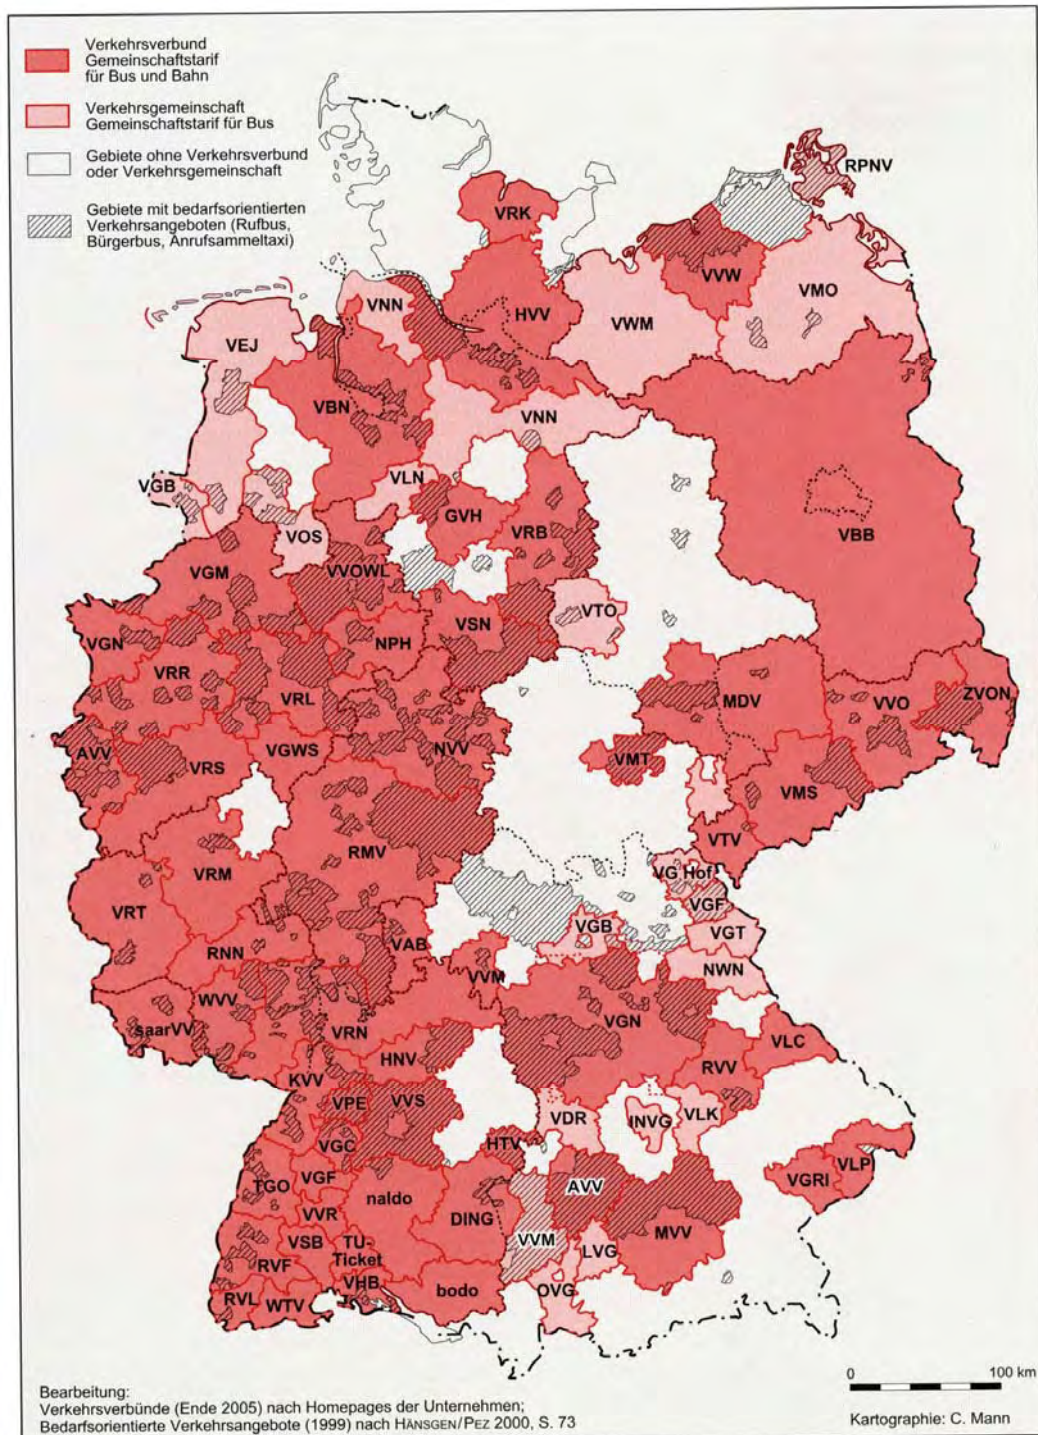 Verkehrsverbund
Gemeinschaftstarif
für Bus und Bahn
Verkehrsgemeinschaft
Gemeinschaftstarif für Bus
Gebiete ohne Verkehrsverbund
oder Verkehrsgemeinschaft
Gebiete mit bedarfsorientierten
Verkehrsangeboten (Rufbus,
Bürgerbus, Anrufsammeltaxi)
RPNV
VRK
VVW
VNN
HVV
VMO
VWM
VEJ
VBN
VNN
VGB
VLN
GVH
VRB
VBB
VOS
VGM
VVOWL
VTO
VSN
VGN
NPH
VRR
VRL
MDV
VVO
ZVON
AVV
VGWS
NVV
VMT
VRS
VMS
VTV
RMV
VRM
VG Hof
VGF
VRT
VGB
VGT
RNN
VAB
NWN
VVM
WVV
VGN
saarVV
VRN
VLC
HNV
RVV
KVV
VPE
VVS
VDR
INVG
VLK
VGC
HTV
VLP
VGF
AVV
VGRI
TGO
naldo
VVR
DING
VVM
MVV
VSB
TU-
Ticket
LVG
RVF
VHB
bodo
OVG
RVL
WTV
0 100 km
Bearbeitung:
Verkehrsverbünde (Ende 2005) nach Homepages der Unternehmen;
Bedarfsorientierte Verkehrsangebote (1999) nach HÄNSGEN/PEZ 2000, S. 73
Kartographie: C. Mann